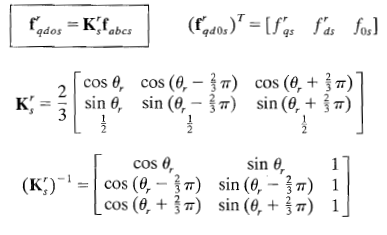 f^r_{qdos} = K^r_s f_{abcs}    (f^r_{qd0s})^T = [f^r_{qs}  f^r_{ds}  f_{0s}]
K^r_s = 2/3 [ cos θ_r  cos (θ_r − 2/3 π)  cos (θ_r + 2/3 π)
sin θ_r  sin (θ_r − 2/3 π)  sin (θ_r + 2/3 π)
1/2  1/2  1/2 ]
(K^r_s)^{−1} = [ cos θ_r  sin θ_r  1
cos (θ_r − 2/3 π)  sin (θ_r − 2/3 π)  1
cos (θ_r + 2/3 π)  sin (θ_r + 2/3 π)  1 ]